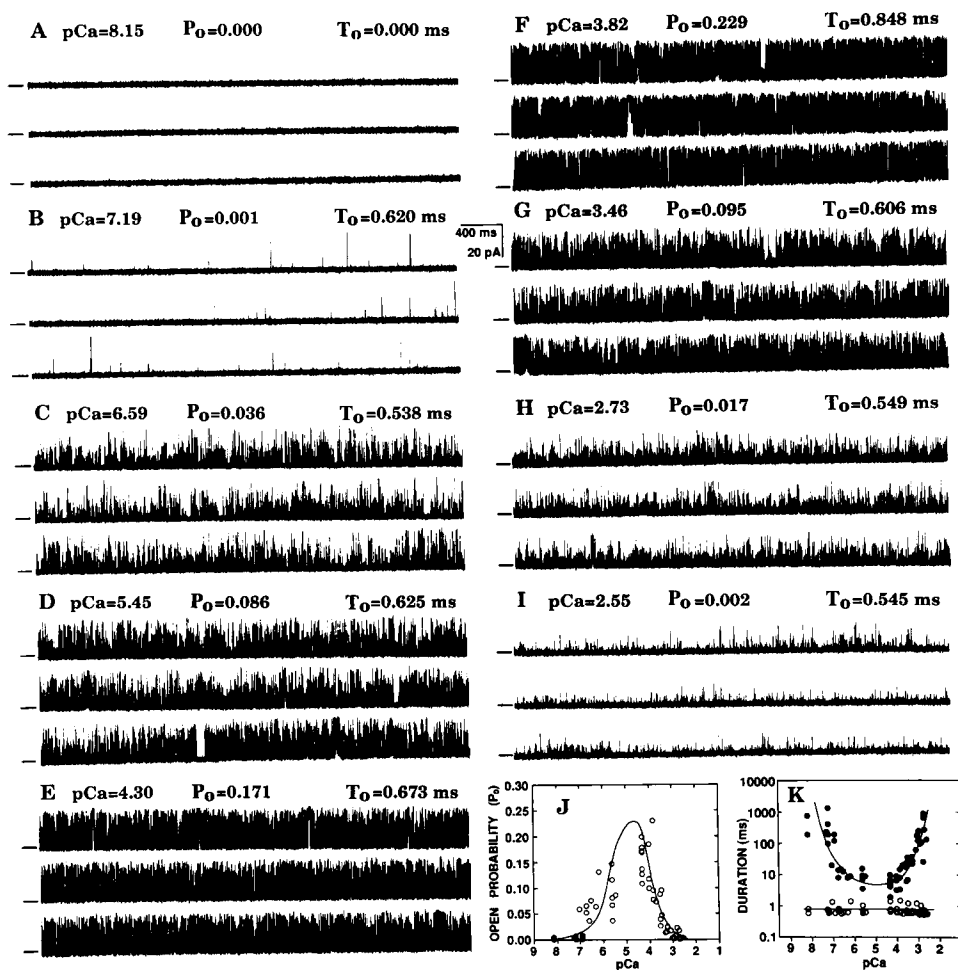 A pCa=8.15 Po=0.000 To=0.000 ms
B pCa=7.19 Po=0.001 To=0.620 ms
400 ms
20 pA
C pCa=6.59 Po=0.036 To=0.538 ms
D pCa=5.45 Po=0.086 To=0.625 ms
E pCa=4.30 Po=0.171 To=0.673 ms
F pCa=3.82 Po=0.229 To=0.848 ms
G pCa=3.46 Po=0.095 To=0.606 ms
H pCa=2.73 Po=0.017 To=0.549 ms
I pCa=2.55 Po=0.002 To=0.545 ms
J
OPEN PROBABILITY (Po)
0.30
0.25
0.20
0.15
0.10
0.05
0.00
9 8 7 6 5 4 3 2 1
pCa
K
DURATION (ms)
10000
1000
100
10
1
0.1
9 8 7 6 5 4 3 2
pCa